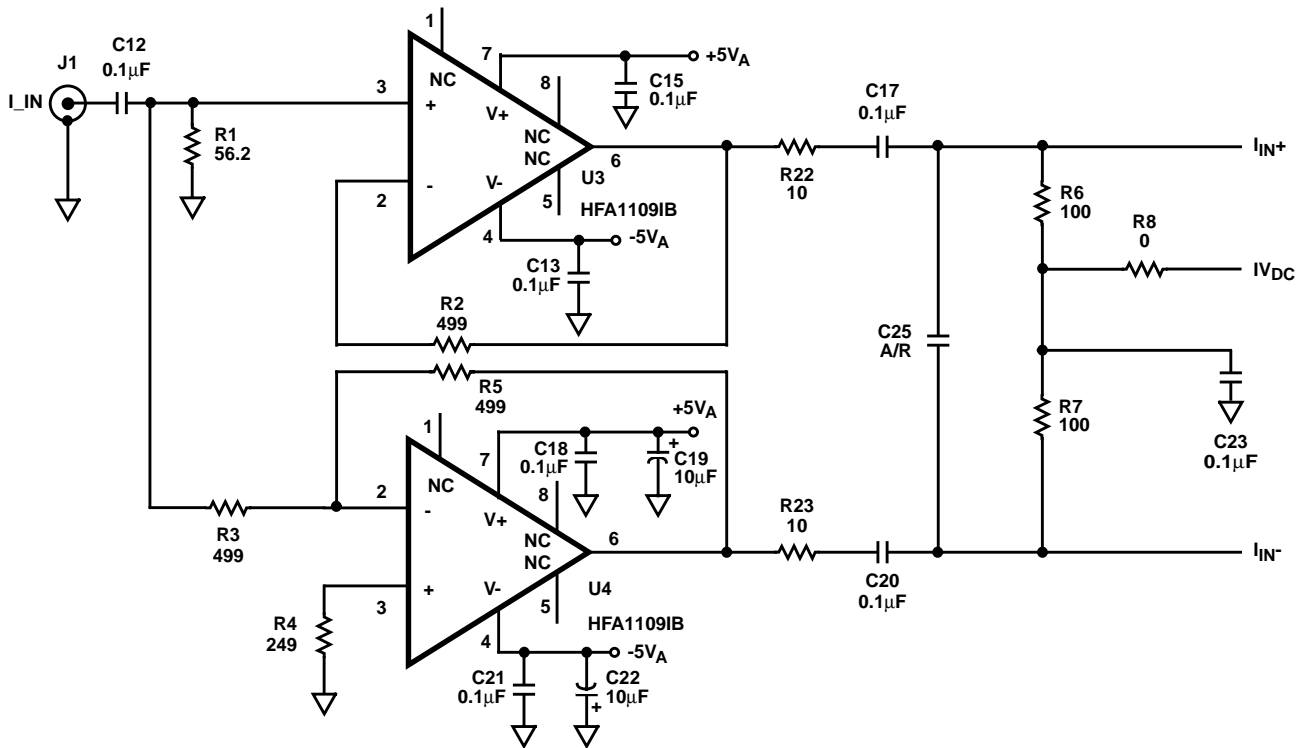 J1
I_IN
C12
0.1μF
R1
56.2
1
NC
3
+
2
-
7
V+
8
NC
NC
6
U3
5
V-
4
HFA1109IB
+5VA
C15
0.1μF
-5VA
C13
0.1μF
R2
499
R5
499
R22
10
C17
0.1μF
IIN+
R6
100
R8
0
IVDC
C25
A/R
R7
100
C23
0.1μF
R3
499
R4
249
1
NC
2
-
3
+
7
V+
8
NC
NC
6
U4
5
V-
4
HFA1109IB
+5VA
C18
0.1μF
+
C19
10μF
-5VA
C21
0.1μF
C22
10μF
+
R23
10
C20
0.1μF
IIN-